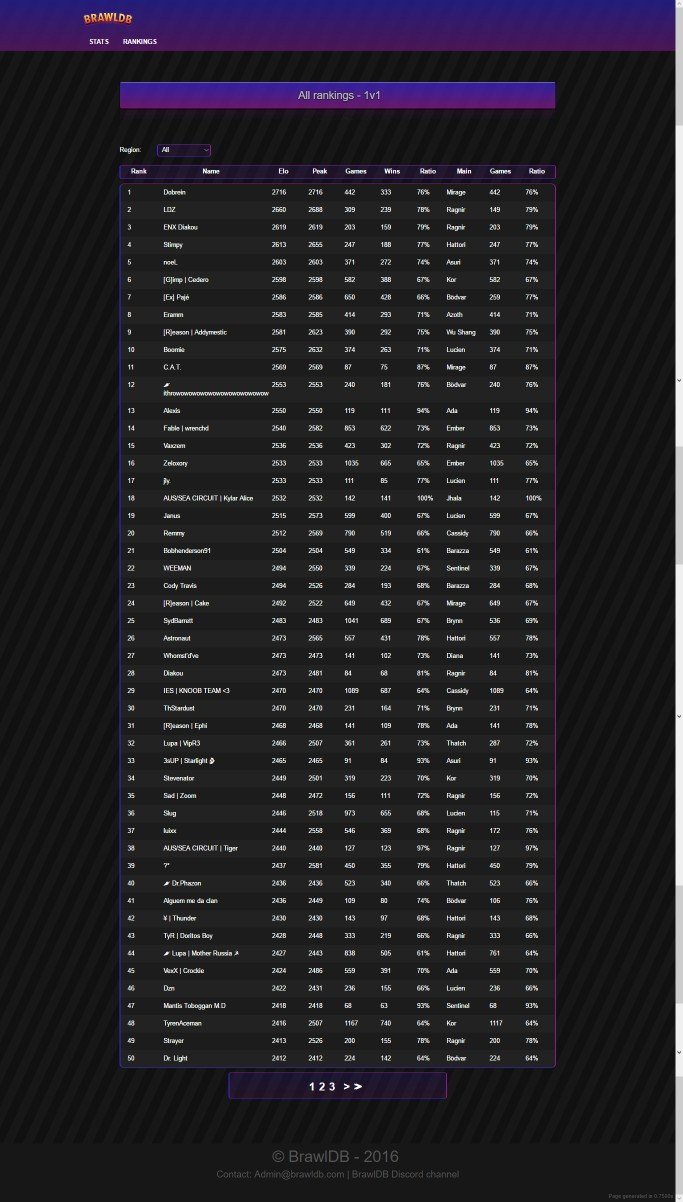 BRAWLDB
STATS RANKINGS
All rankings - 1v1
Region: All
Rank Name Elo Peak Games Wins Ratio Main Games Ratio
1 Dobrein 2716 2716 442 333 76% Mirage 442 76%
2 LDZ 2660 2688 309 239 78% Ragnir 149 79%
3 ENX Diakou 2619 2619 203 159 79% Ragnir 203 79%
4 Stimpy 2613 2655 247 188 77% Hattori 247 77%
5 noeL 2603 2603 371 272 74% Asuri 371 74%
6 [G]imp | Cedero 2598 2598 582 388 67% Kor 582 67%
7 [Ex] Pajé 2586 2586 650 428 66% Bödvar 259 77%
8 Eramm 2583 2585 414 293 71% Azoth 414 71%
9 [R]eason | Addymestic 2581 2623 390 292 75% Wu Shang 390 75%
10 Boomie 2575 2632 374 263 71% Lucien 374 71%
11 C.A.T. 2569 2569 87 75 87% Mirage 87 87%
12 2553 2553 240 181 76% Bödvar 240 76%
ithrowowowowowowowowowowowow
13 Alexis 2550 2550 119 111 94% Ada 119 94%
14 Fable | wrenchd 2540 2582 853 622 73% Ember 853 73%
15 Vaxzem 2536 2536 423 302 72% Ragnir 423 72%
16 Zeloxory 2533 2533 1035 665 65% Ember 1035 65%
17 jly. 2533 2533 111 85 77% Lucien 111 77%
18 AUS/SEA CIRCUIT | Kylar Alice 2532 2532 142 141 100% Jhala 142 100%
19 Janus 2515 2573 599 400 67% Lucien 599 67%
20 Remmy 2512 2569 790 519 66% Cassidy 790 66%
21 Bobhenderson91 2504 2504 549 334 61% Barazza 549 61%
22 WEEMAN 2494 2550 339 224 67% Sentinel 339 67%
23 Cody Travis 2494 2526 284 193 68% Barazza 284 68%
24 [R]eason | Cake 2492 2522 649 432 67% Mirage 649 67%
25 SydBarrett 2483 2483 1041 689 67% Brynn 536 69%
26 Astronaut 2473 2565 557 431 78% Hattori 557 78%
27 Whomst'd've 2473 2473 141 102 73% Diana 141 73%
28 Diakou 2473 2481 84 68 81% Ragnir 84 81%
29 IES | KNOOB TEAM <3 2470 2470 1089 687 64% Cassidy 1089 64%
30 ThStardust 2470 2470 231 164 71% Brynn 231 71%
31 [R]eason | Ephi 2468 2468 141 109 78% Ada 141 78%
32 Lupa | VipR3 2466 2507 361 261 73% Thatch 287 72%
33 3sUP | Starlight 2465 2465 91 84 93% Asuri 91 93%
34 Stevenator 2449 2501 319 223 70% Kor 319 70%
35 Sad | Zoom 2448 2472 156 111 72% Ragnir 156 72%
36 Slug 2446 2518 973 655 68% Lucien 115 71%
37 luixx 2444 2558 546 369 68% Ragnir 172 76%
38 AUS/SEA CIRCUIT | Tiger 2440 2440 127 123 97% Ragnir 127 97%
39 ?* 2437 2581 450 355 79% Hattori 450 79%
40 Dr.Phazon 2436 2436 523 340 66% Thatch 523 66%
41 Alguem me da clan 2436 2449 109 80 74% Bödvar 106 76%
42 ¥ | Thunder 2430 2430 143 97 68% Hattori 143 68%
43 TyR | Doritos Boy 2428 2448 333 219 66% Ragnir 333 66%
44 Lupa | Mother Russia 2427 2443 838 505 61% Hattori 761 64%
45 VexX | Crockie 2424 2486 559 391 70% Ada 559 70%
46 Dzn 2422 2431 236 155 66% Lucien 236 66%
47 Mantis Toboggan M.D 2418 2418 68 63 93% Sentinel 68 93%
48 TyrenAceman 2416 2507 1167 740 64% Kor 1117 64%
49 Strayer 2413 2526 200 155 78% Ragnir 200 78%
50 Dr. Light 2412 2412 224 142 64% Bödvar 224 64%
1 2 3 > >
© BrawlDB - 2016
Contact: Admin@brawldb.com | BrawlDB Discord channel